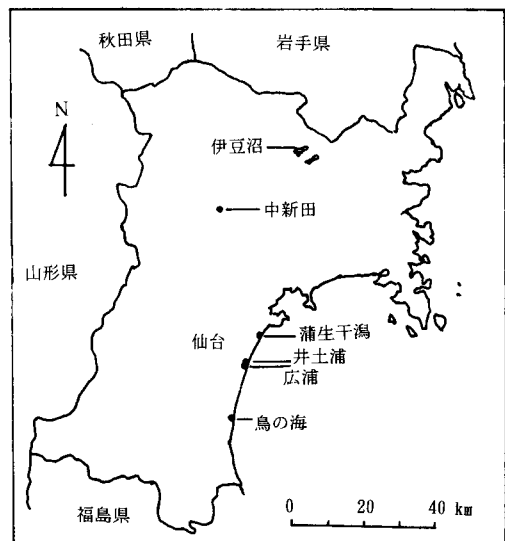 秋田県
岩手県
N
伊豆沼
中新田
山形県
仙台
蒲生干潟
井土浦
広浦
鳥の海
福島県
0 20 40 km